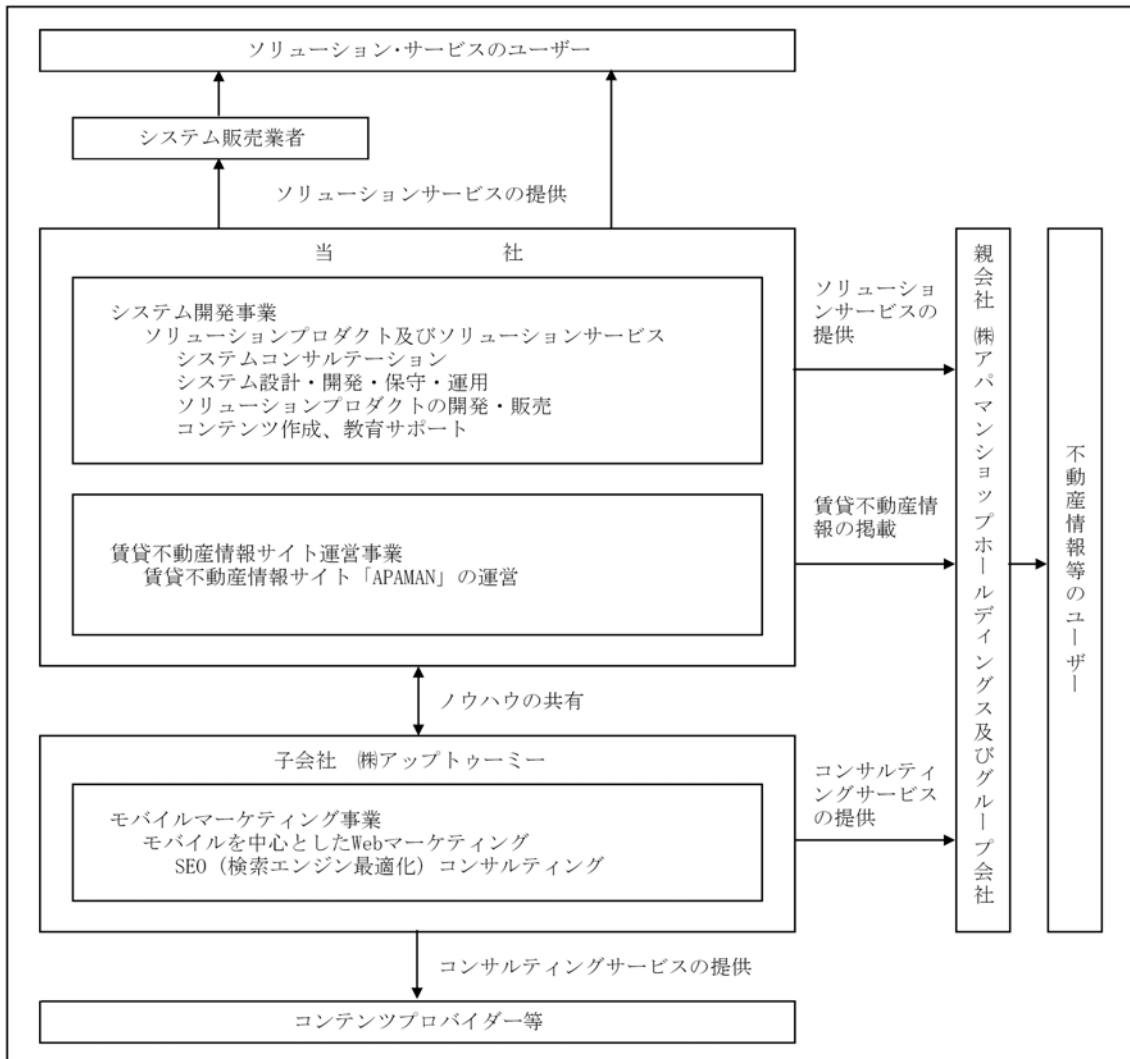 ソリューション･サービスのユーザー
システム販売業者
ソリューションサービスの提供
当　　　社
システム開発事業
ソリューションプロダクト及びソリューションサービス
システムコンサルテーション
システム設計・開発・保守・運用
ソリューションプロダクトの開発・販売
コンテンツ作成、教育サポート
賃貸不動産情報サイト運営事業
賃貸不動産情報サイト「APAMAN」の運営
ソリューショ
ンサービスの
提供
賃貸不動産情
報の掲載
親会社　㈱アパマンショップホールディングス及びグループ会社
不動産情報等のユーザー
ノウハウの共有
子会社　㈱アップトゥーミー
モバイルマーケティング事業
モバイルを中心としたWebマーケティング
SEO（検索エンジン最適化）コンサルティング
コンサルティ
ングサービス
の提供
コンサルティングサービスの提供
コンテンツプロバイダー等